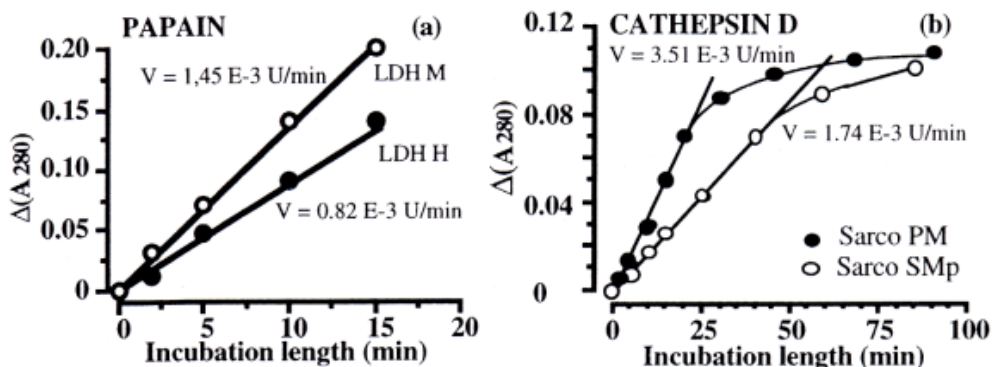 PAPAIN (a)
V = 1,45 E-3 U/min
LDH M
LDH H
V = 0.82 E-3 U/min
Δ(A 280)
0.20
0.15
0.10
0.05
0
0 5 10 15 20
Incubation length (min)
CATHEPSIN D (b)
V = 3.51 E-3 U/min
V = 1.74 E-3 U/min
Sarco PM
Sarco SMp
Δ(A 280)
0.12
0.08
0.04
0
0 25 50 75 100
Incubation length (min)